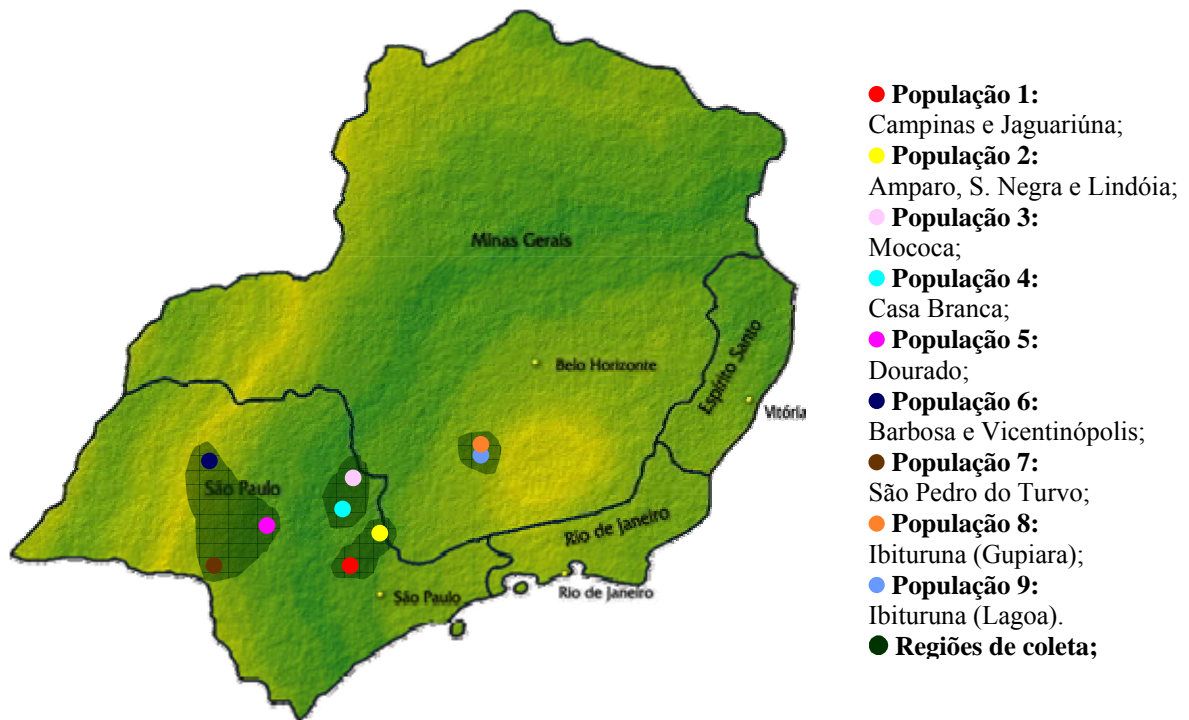 Minas Gerais
Belo Horizonte
Espírito Santo
Vitória
São Paulo
Rio de Janeiro
São Paulo
Rio de Janeiro
População 1:
Campinas e Jaguariúna;
População 2:
Amparo, S. Negra e Lindóia;
População 3:
Mococa;
População 4:
Casa Branca;
População 5:
Dourado;
População 6:
Barbosa e Vicentinópolis;
População 7:
São Pedro do Turvo;
População 8:
Ibituruna (Gupiara);
População 9:
Ibituruna (Lagoa).
Regiões de coleta;